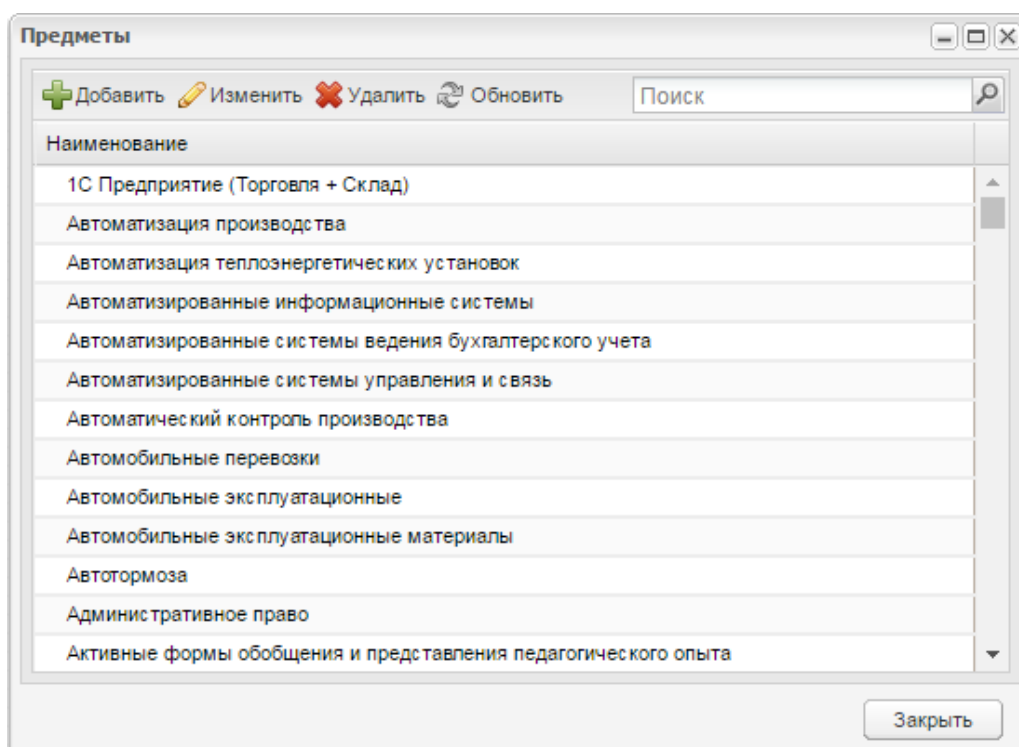 Предметы
Добавить Изменить Удалить Обновить Поиск
Наименование
1С Предприятие (Торговля + Склад)
Автоматизация производства
Автоматизация теплоэнергетических установок
Автоматизированные информационные системы
Автоматизированные системы ведения бухгалтерского учета
Автоматизированные системы управления и связь
Автоматический контроль производства
Автомобильные перевозки
Автомобильные эксплуатационные
Автомобильные эксплуатационные материалы
Автотормоза
Административное право
Активные формы обобщения и представления педагогического опыта
Закрыть